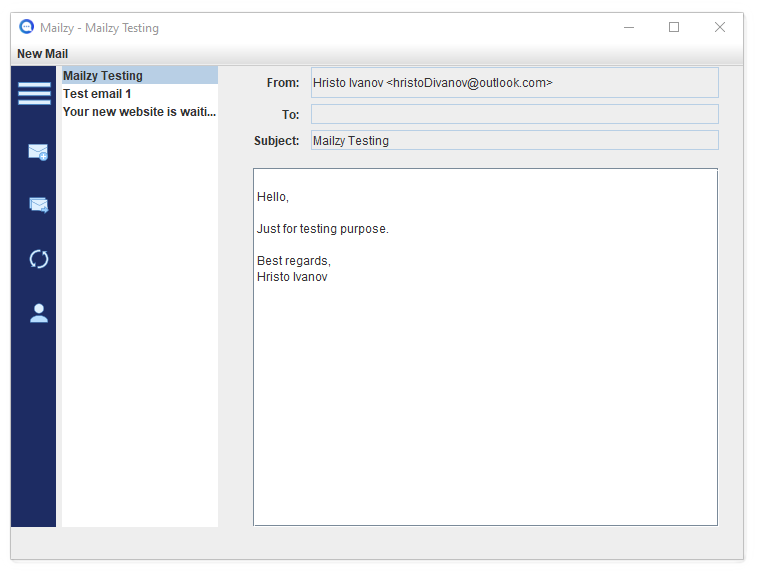 Mailzy - Mailzy Testing
New Mail
Mailzy Testing
Test email 1
Your new website is waiti...
From: Hristo Ivanov <hristoDivanov@outlook.com>
To:
Subject: Mailzy Testing
Hello,
Just for testing purpose.
Best regards,
Hristo Ivanov